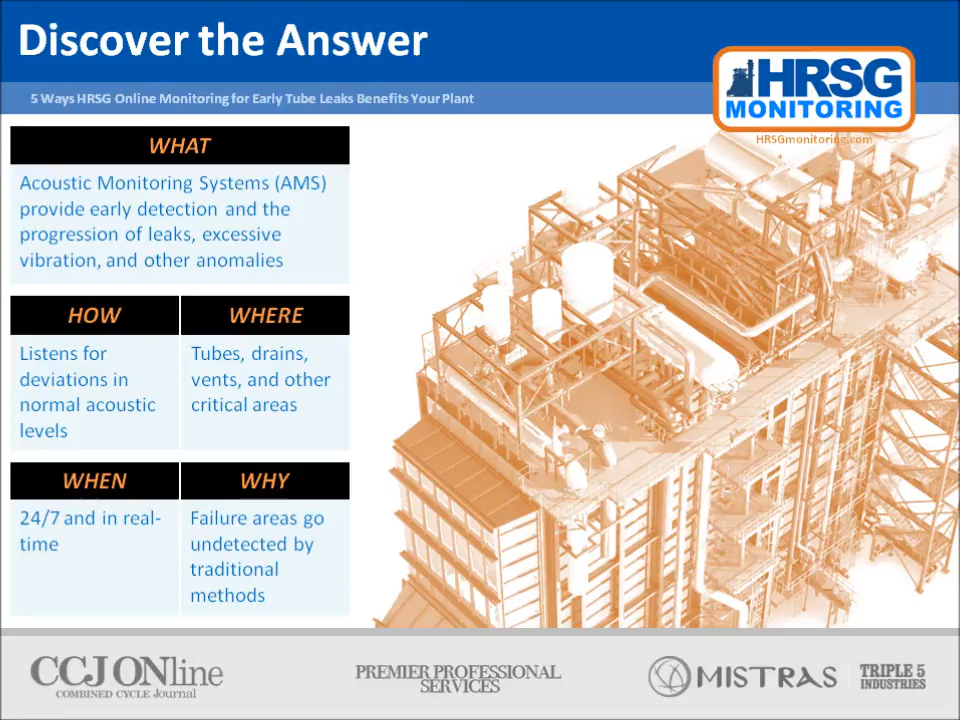 Discover the Answer
5 Ways HRSG Online Monitoring for Early Tube Leaks Benefits Your Plant
HRSG
MONITORING
HRSGmonitoring.com
WHAT
Acoustic Monitoring Systems (AMS)
provide early detection and the
progression of leaks, excessive
vibration, and other anomalies
HOW
Listens for
deviations in
normal acoustic
levels
WHERE
Tubes, drains,
vents, and other
critical areas
WHEN
24/7 and in real-
time
WHY
Failure areas go
undetected by
traditional
methods
CCJ ONline
COMBINED CYCLE Journal
PREMIER PROFESSIONAL
SERVICES
MISTRAS
TRIPLE 5
INDUSTRIES